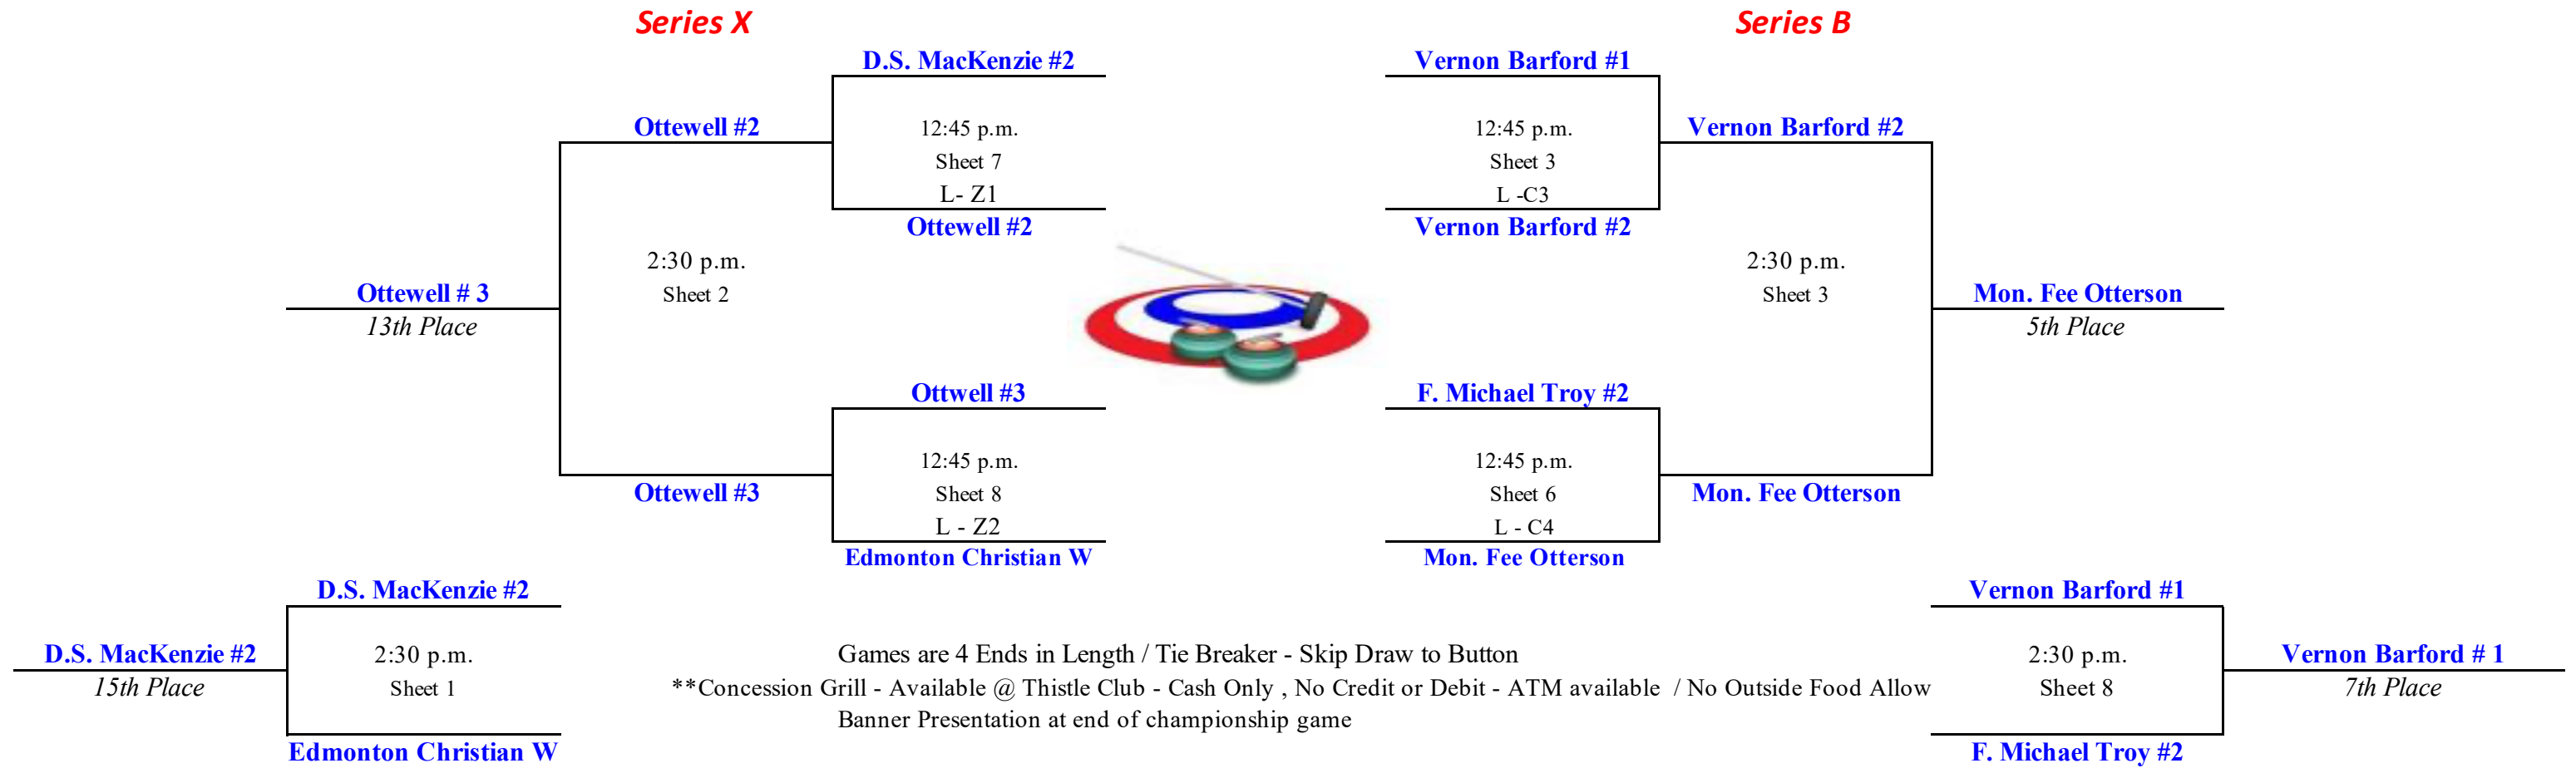 Series X
Series B
D.S. MacKenzie #2
Vernon Barford #1
Ottewell #2
12:45 p.m.
12:45 p.m.
Vernon Barford #2
Sheet 7
Sheet 3
L- Z1
L -C3
Ottewell #2
Vernon Barford #2
2:30 p.m.
2:30 p.m.
Ottewell # 3
Sheet 2
Sheet 3
Mon. Fee Otterson
13th Place
5th Place
Ottwell #3
F. Michael Troy #2
12:45 p.m.
12:45 p.m.
Ottewell #3
Sheet 8
Sheet 6
Mon. Fee Otterson
L - Z2
L - C4
Edmonton Christian W
Mon. Fee Otterson
D.S. MacKenzie #2
Vernon Barford #1
D.S. MacKenzie #2
2:30 p.m.
Games are 4 Ends in Length / Tie Breaker - Skip Draw to Button
2:30 p.m.
Vernon Barford # 1
15th Place
Sheet 1
**Concession Grill - Available @ Thistle Club - Cash Only , No Credit or Debit - ATM available / No Outside Food Allow
Sheet 8
7th Place
Banner Presentation at end of championship game
Edmonton Christian W
F. Michael Troy #2